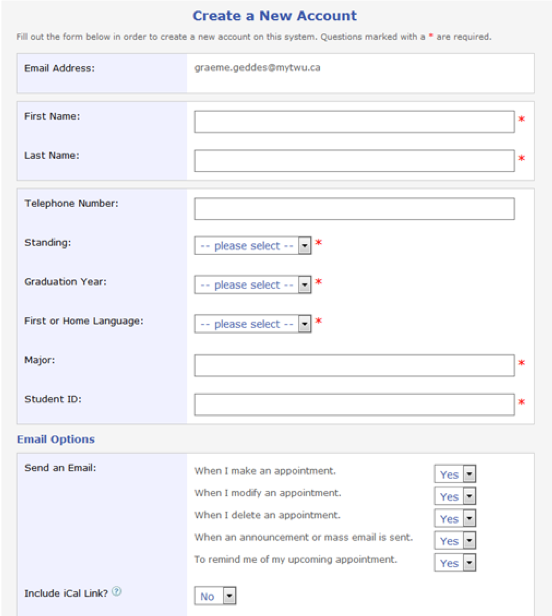 Create a New Account
Fill out the form below in order to create a new account on this system. Questions marked with a * are required.
Email Address: graeme.geddes@mytwu.ca
First Name: *
Last Name: *
Telephone Number:
Standing: -- please select -- *
Graduation Year: -- please select -- *
First or Home Language: -- please select -- *
Major: *
Student ID: *
Email Options
Send an Email: When I make an appointment. Yes
When I modify an appointment. Yes
When I delete an appointment. Yes
When an announcement or mass email is sent. Yes
To remind me of my upcoming appointment. Yes
Include iCal Link? ? No